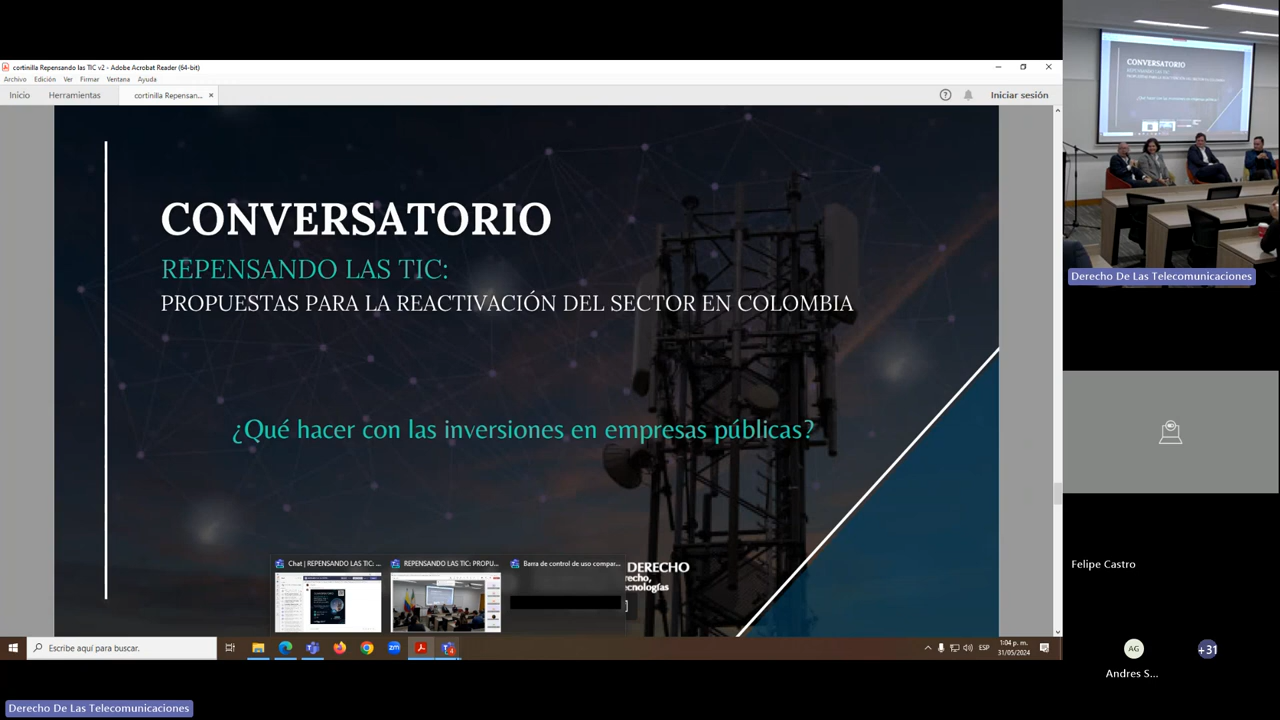 cortinilla Repensando las TIC v2 - Adobe Acrobat Reader (64-bit)
Archivo Edición Ver Firmar Ventana Ayuda
Inicio Herramientas cortinilla Repensan... × Iniciar sesión
CONVERSATORIO
REPENSANDO LAS TIC:
PROPUESTAS PARA LA REACTIVACIÓN DEL SECTOR EN COLOMBIA
¿Qué hacer con las inversiones en empresas públicas?
Chat | REPENSANDO LAS TIC: ...
REPENSANDO LAS TIC: PROPU...
Barra de control de uso compar...
DERECHO
recho,
ecnologías
Escribe aquí para buscar.
zm
ESP
1:04 p. m.
31/05/2024
CONVERSATORIO
Derecho De Las Telecomunicaciones
Felipe Castro
AG
Andres S...
+31
Derecho De Las Telecomunicaciones